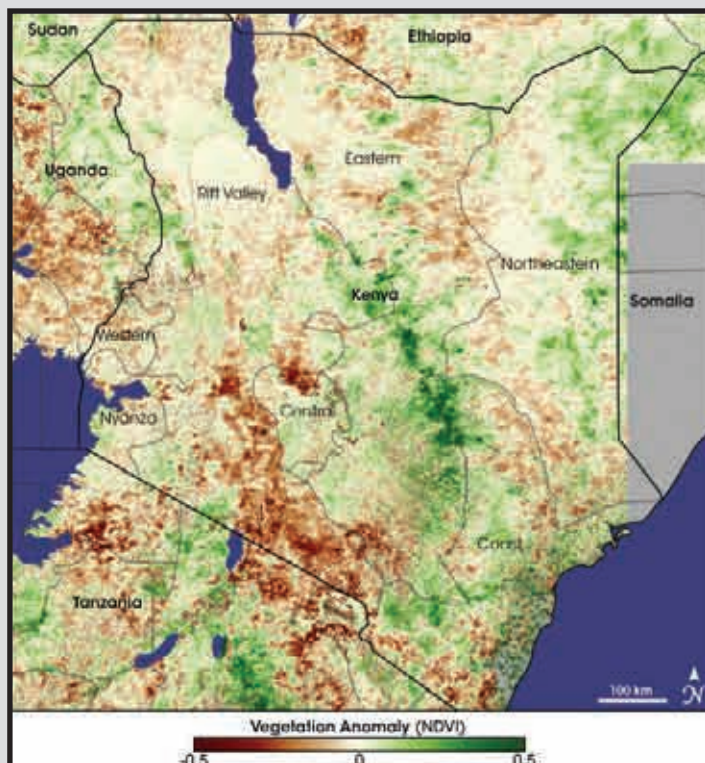 Sudan
Ethiopia
Uganda
Eastern
Rift Valley
Northeastern
Kenya
Somalia
Western
Nyanza
Central
Coast
Tanzania
100 km
N
Vegetation Anomaly (NDVI)
-0.5 0 0.5